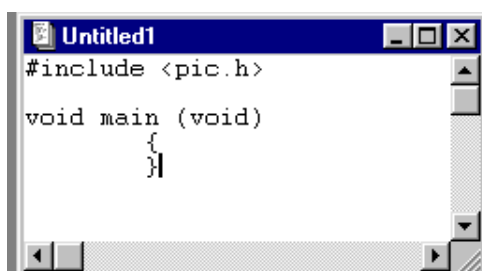 Untitled1
#include <pic.h>
void main (void)
{
}